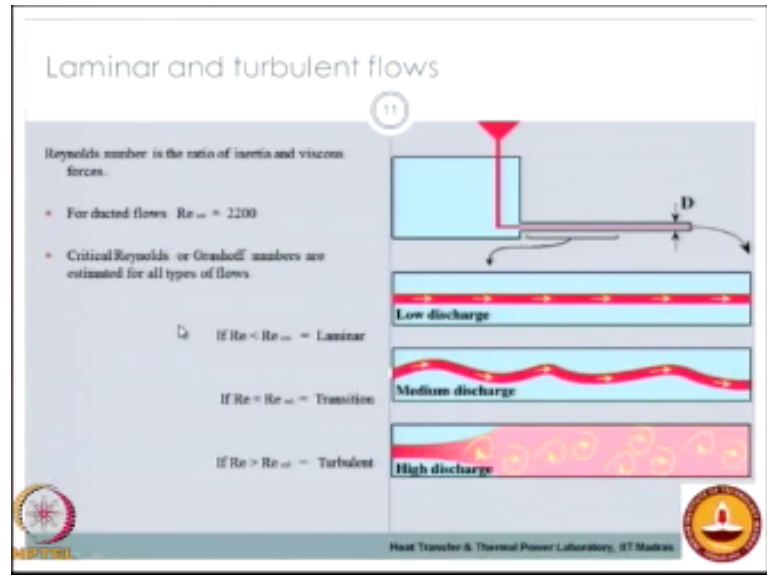 Laminar and turbulent flows
11
Reynolds number is the ratio of inertia and viscous
forces.
• For ducted flows Re = 2200
• Critical Reynolds or Grashoff numbers are
estimated for all types of flows
If Re < Re = Laminar
If Re = Re = Transition
If Re > Re = Turbulent
D
Low discharge
Medium discharge
High discharge
NPTEL
Heat Transfer & Thermal Power Laboratory, IIT Madras